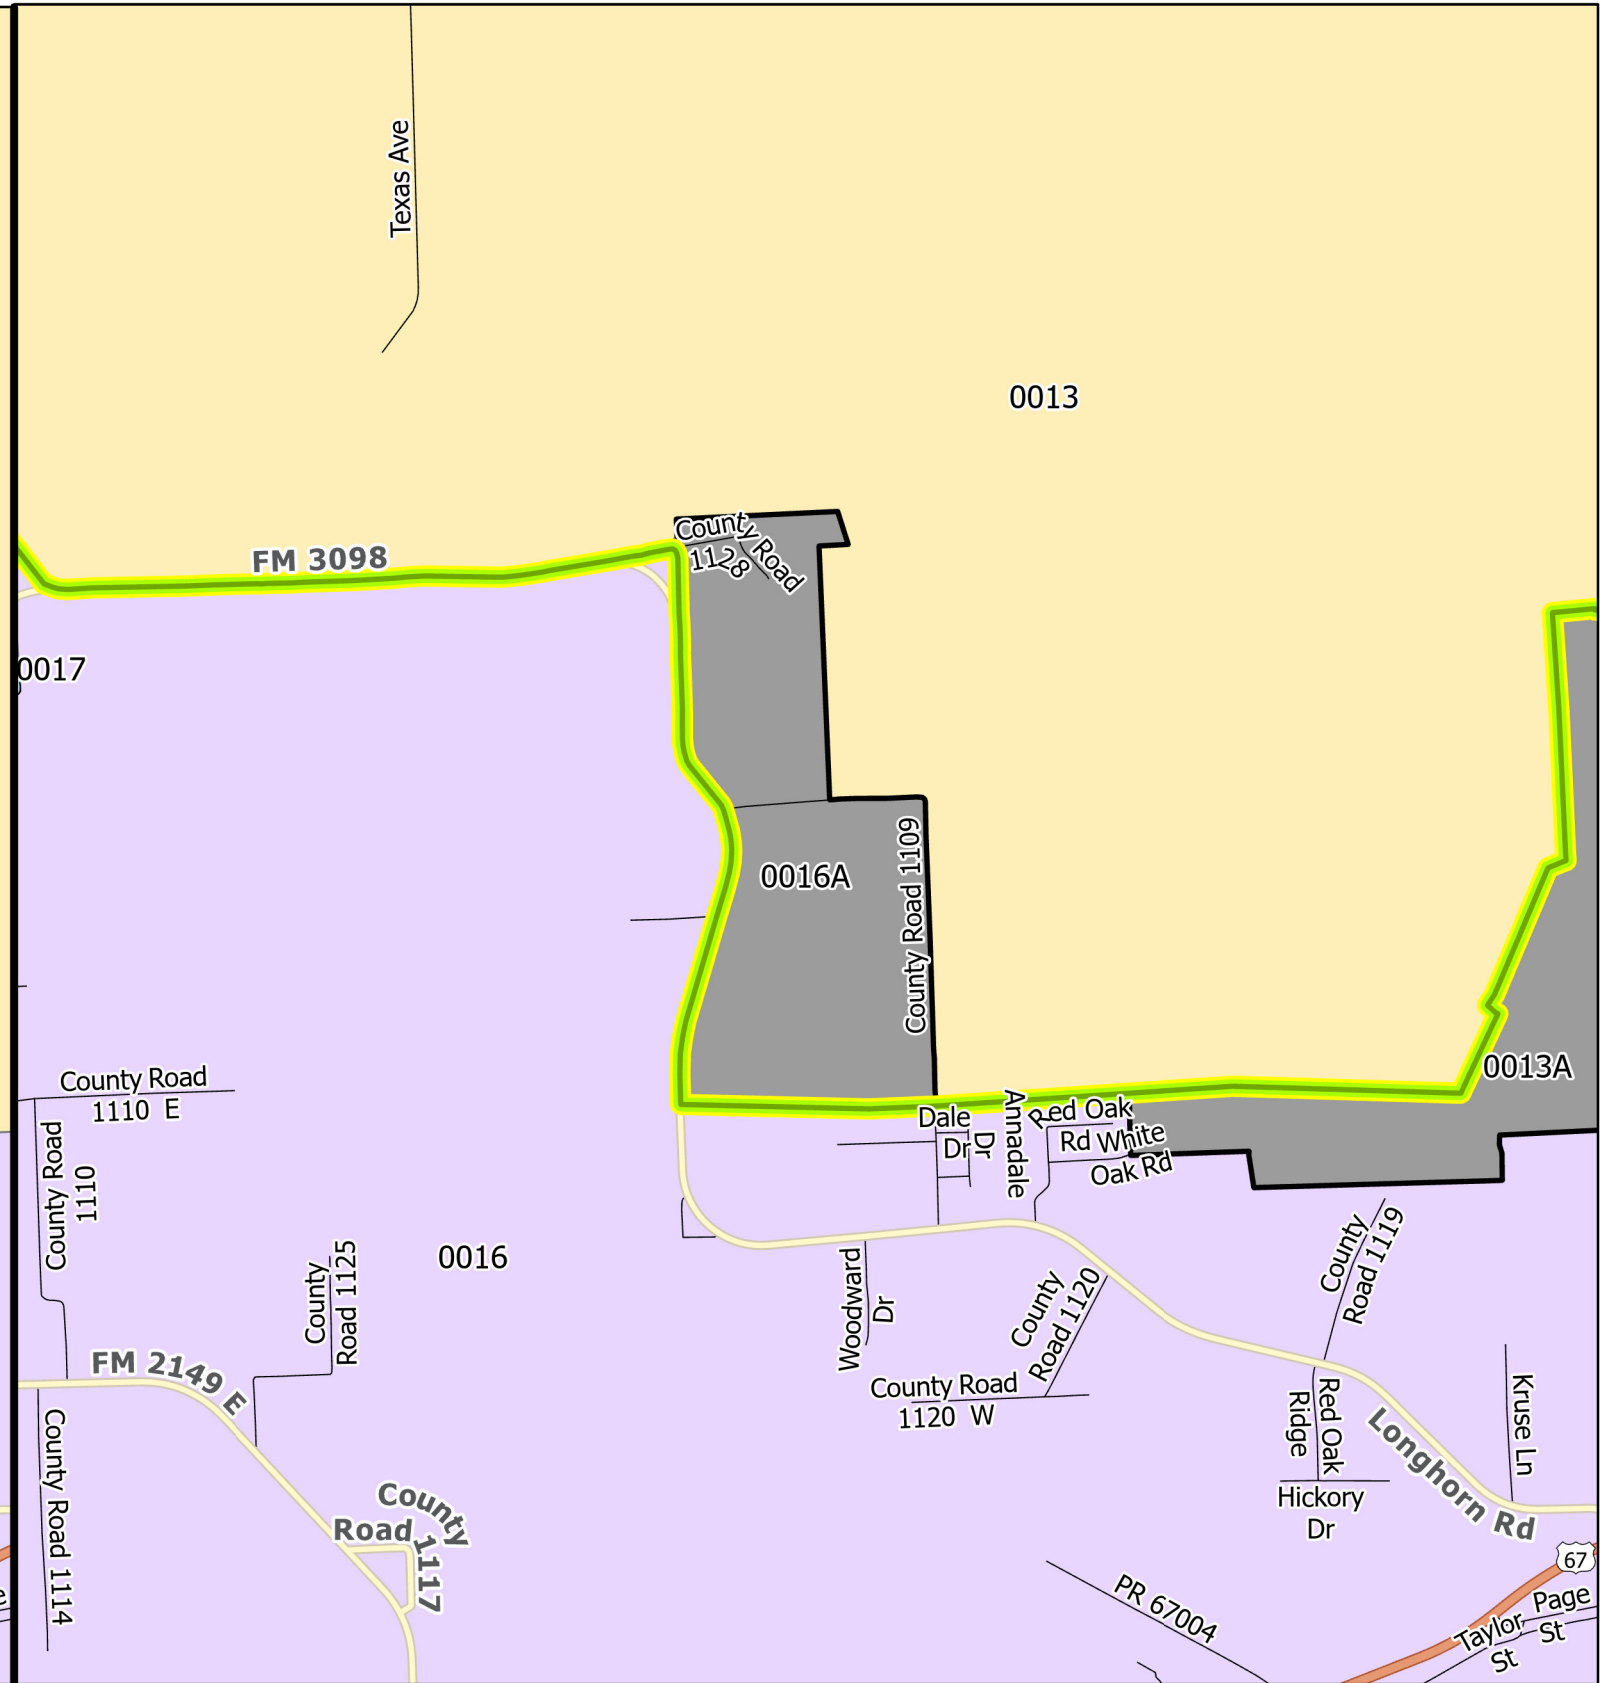 Texas Ave
0013
FM 3098
County Road
1128
0017
0016A
County Road 1109
0013A
County Road
1110 E
County Road
1110
Dale
Dr
Dr
Annadale
Red Oak
Rd
White
Oak Rd
0016
County
Road 1125
Woodward
Dr
County
Road 1120
County
Road 1119
FM 2149 E
County Road
1120 W
Red Oak
Ridge
Kruse Ln
County Road 1114
Longhorn Rd
Hickory
Dr
County
Road 1117
67
PR 67004
Page
St
Taylor
St